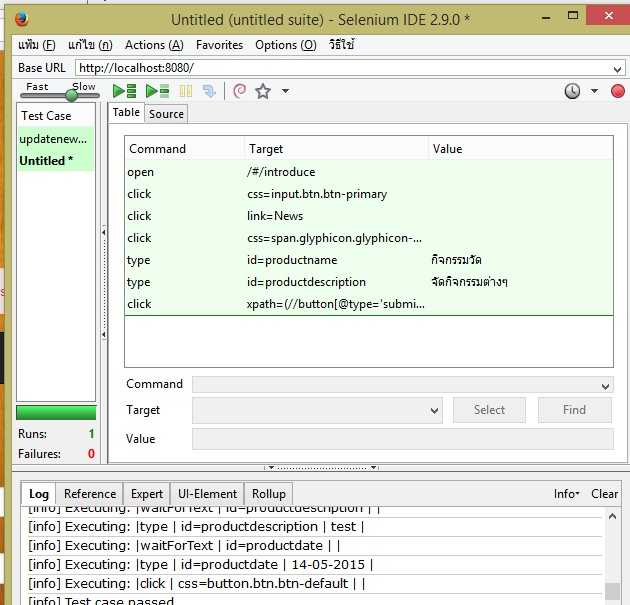 Untitled (untitled suite) - Selenium IDE 2.9.0 *
แฟ้ม (F) แก้ไข (ก) Actions (A) Favorites Options (O) วิธีใช้
Base URL http://localhost:8080/
Fast Slow
Test Case
updatenew...
Untitled *
Table Source
Command Target Value
open /#/introduce
click css=input.btn.btn-primary
click link=News
click css=span.glyphicon.glyphicon-...
type id=productname กิจกรรมวัด
type id=productdescription จัดกิจกรรมต่างๆ
click xpath=(//button[@type='submi...
Command
Target Select Find
Value
Runs: 1
Failures: 0
Log Reference Expert UI-Element Rollup Info Clear
[info] Executing: |waitForText | id=productdescription | |
[info] Executing: |type | id=productdescription | test |
[info] Executing: |waitForText | id=productdate | |
[info] Executing: |type | id=productdate | 14-05-2015 |
[info] Executing: |click | css=button.btn.btn-default | |
[info] Test case passed